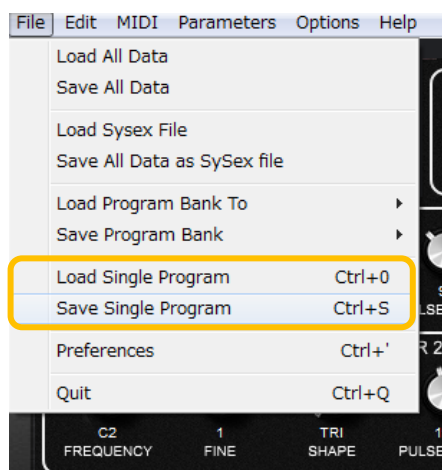 File Edit MIDI Parameters Options Help
Load All Data
Save All Data
Load Sysex File
Save All Data as SySex file
Load Program Bank To
Save Program Bank
Load Single Program Ctrl+0
Save Single Program Ctrl+S
Preferences Ctrl+'
Quit Ctrl+Q
R 2
C2 1 TRI 1
FREQUENCY FINE SHAPE PULSE